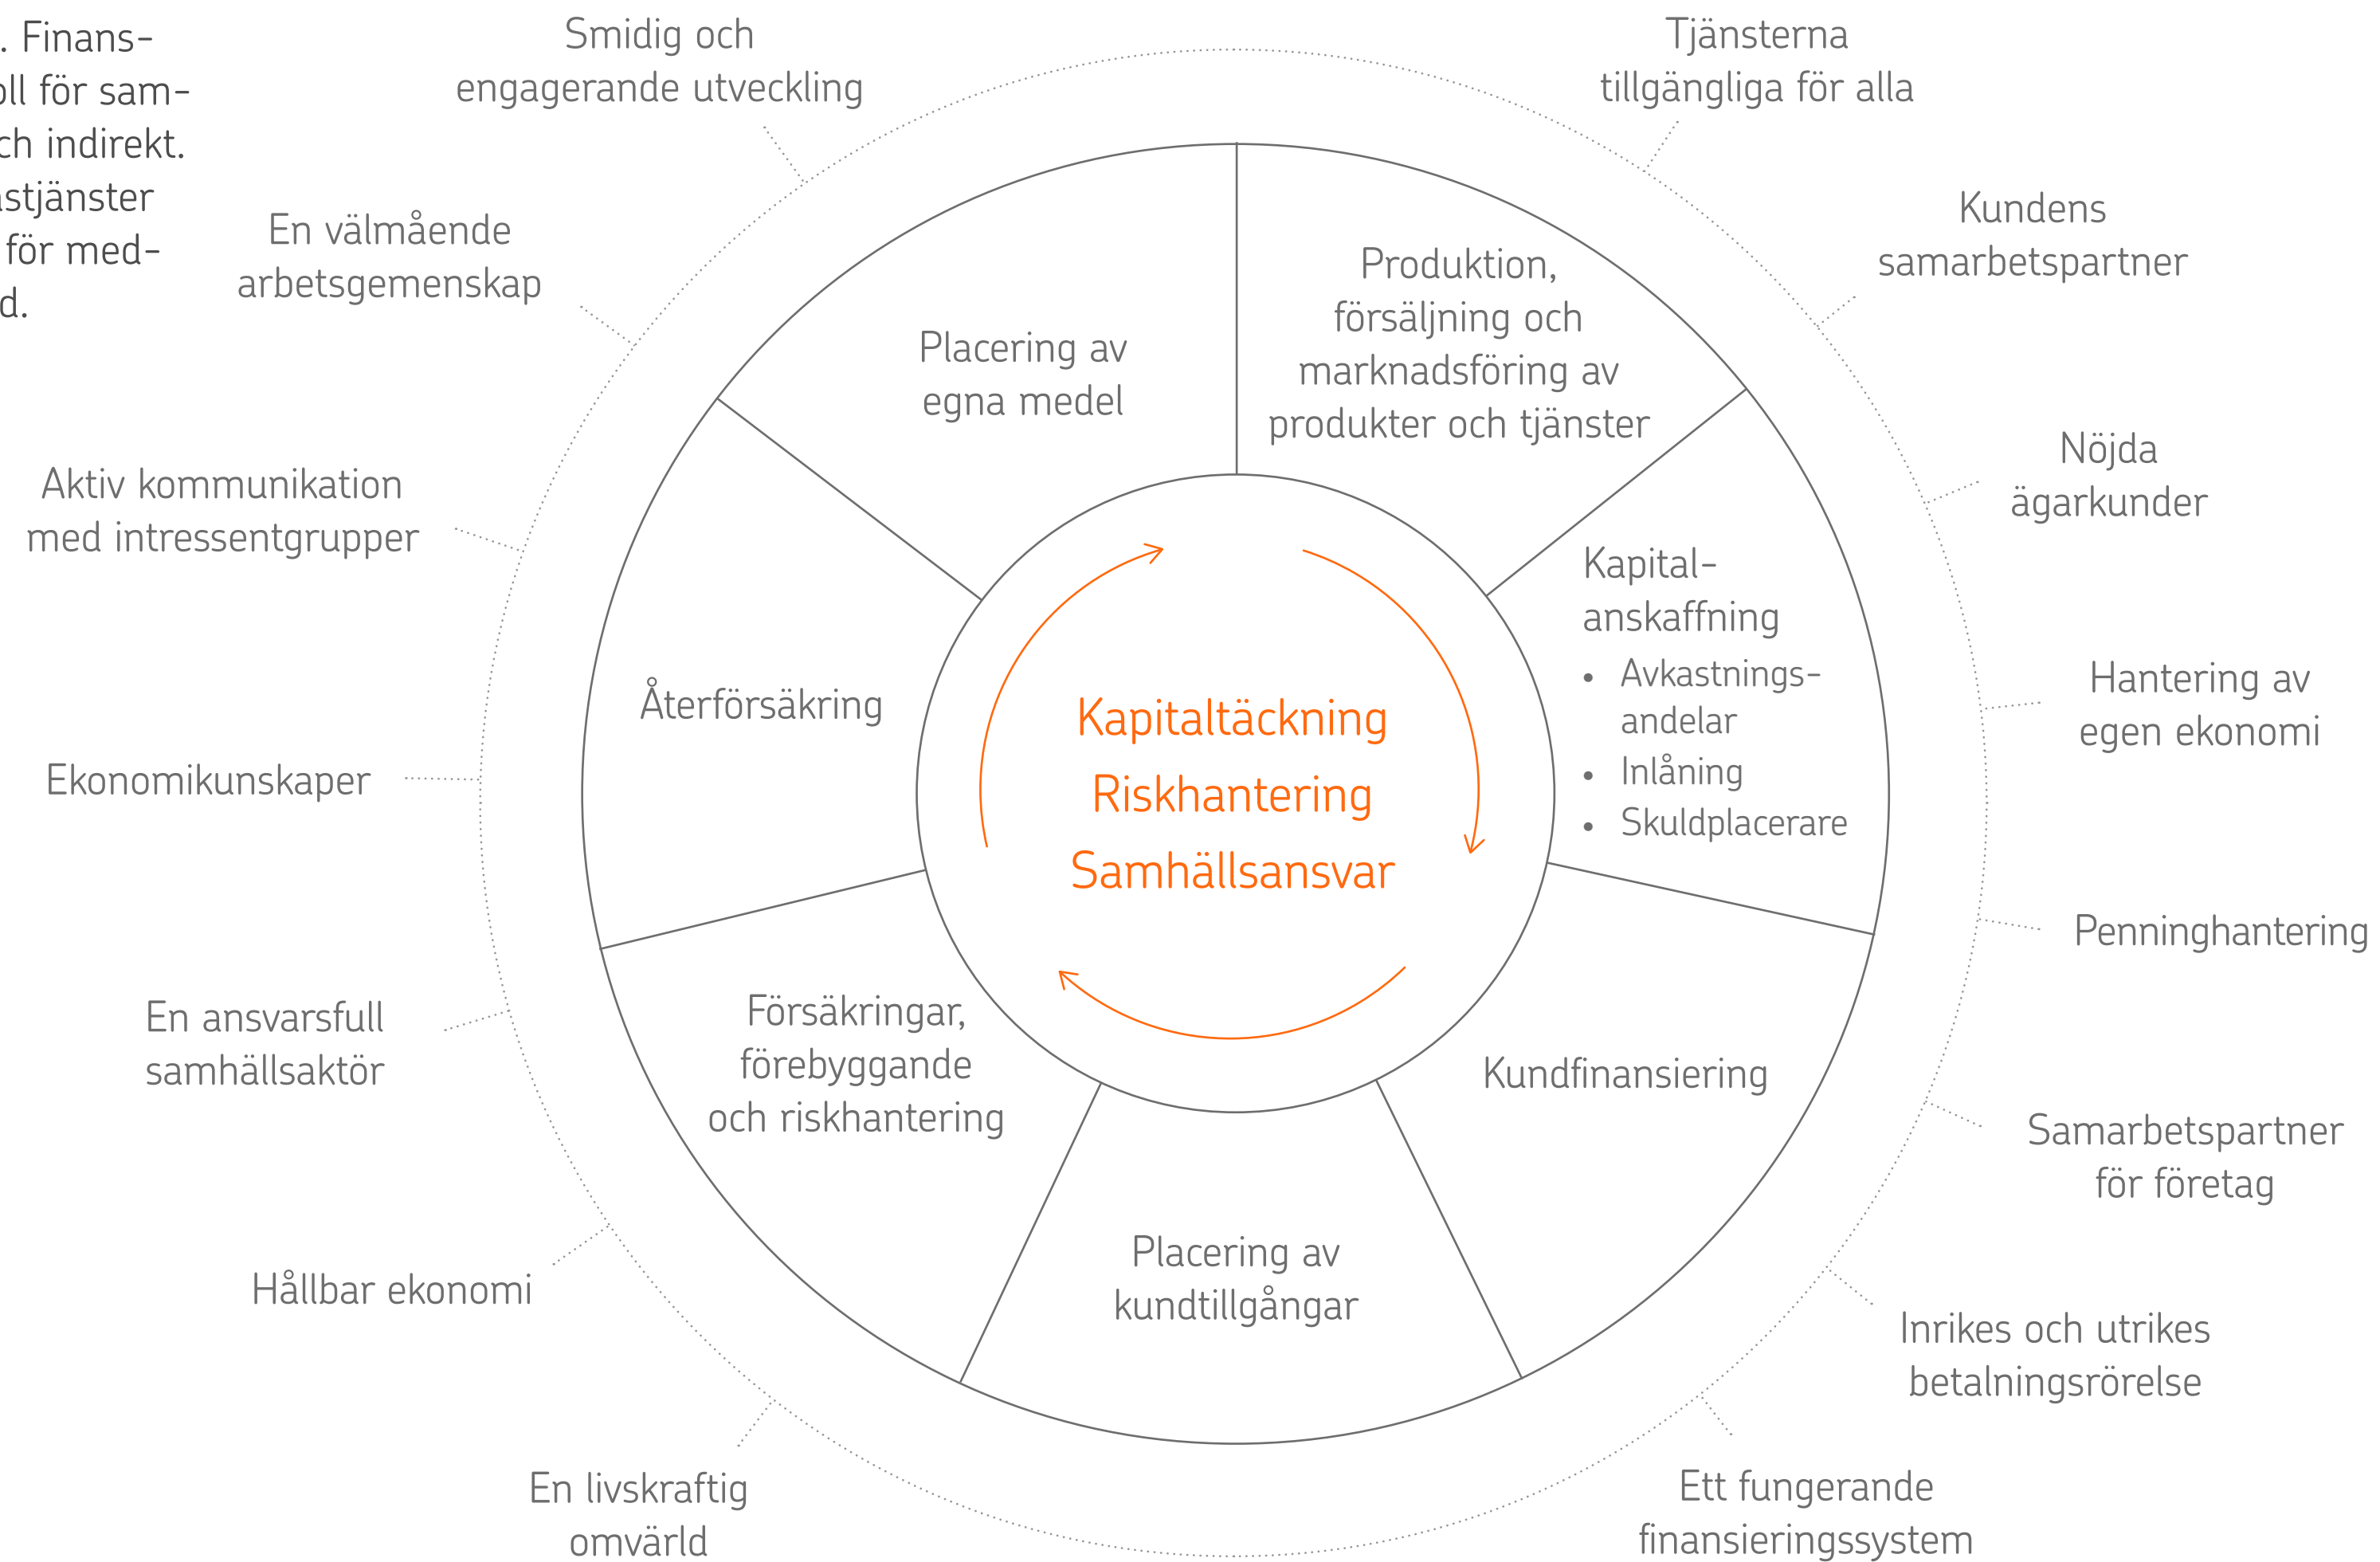 . Finans-
oll för sam-
ch indirekt.
stjänster
för med-
d.
Smidig och
engagerande utveckling
Tjänsterna
tillgängliga för alla
En välmående
arbetsgemenskap
Kundens
samarbetspartner
Aktiv kommunikation
med intressentgrupper
Nöjda
ägarkunder
Ekonomikunskaper
Hantering av
egen ekonomi
En ansvarsfull
samhällsaktör
Penninghantering
Hållbar ekonomi
Samarbetspartner
för företag
En livskraftig
omvärld
Inrikes och utrikes
betalningsrörelse
Ett fungerande
finansieringssystem
Placering av
egna medel
Produktion,
försäljning och
marknadsföring av
produkter och tjänster
Kapital-
anskaffning
• Avkastnings-
andelar
• Inlåning
• Skuldplacerare
Kundfinansiering
Placering av
kundtillgångar
Försäkringar,
förebyggande
och riskhantering
Återförsäkring
Kapitaltäckning
Riskhantering
Samhällsansvar